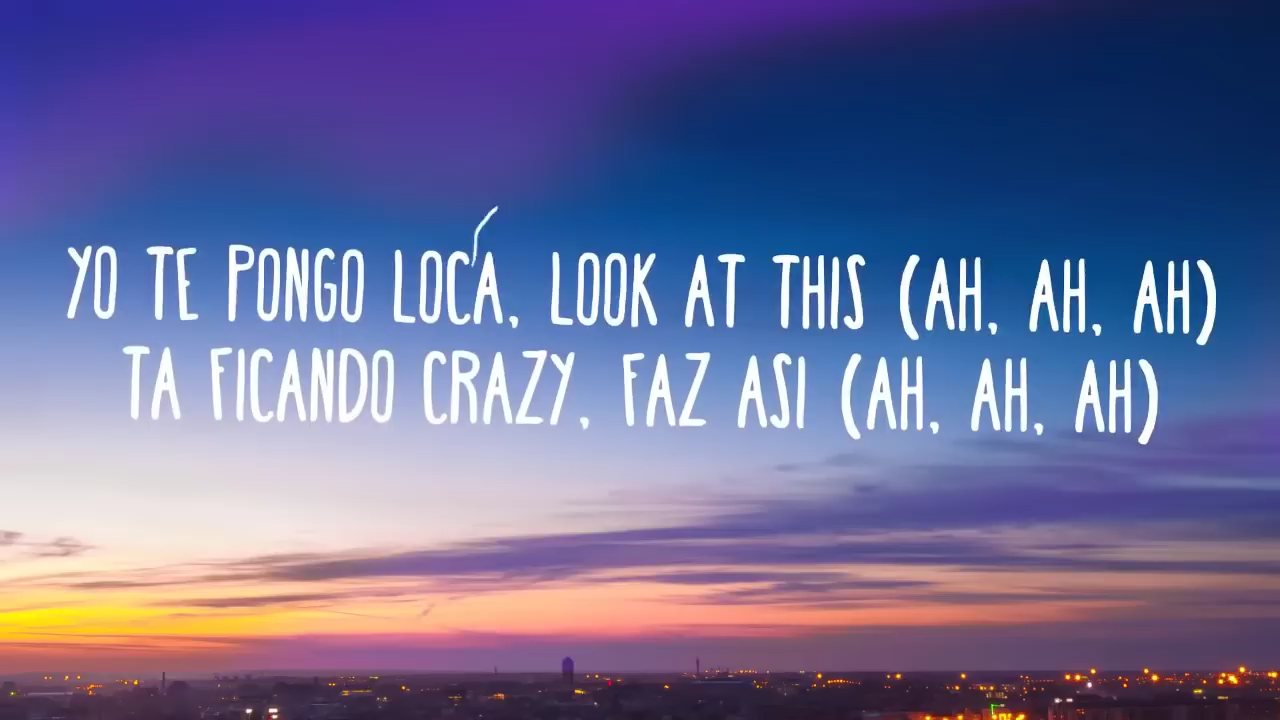 YO TE PONGO LOCA, LOOK AT THIS (AH, AH, AH)
TA FICANDO CRAZY, FAZ ASI (AH, AH, AH)